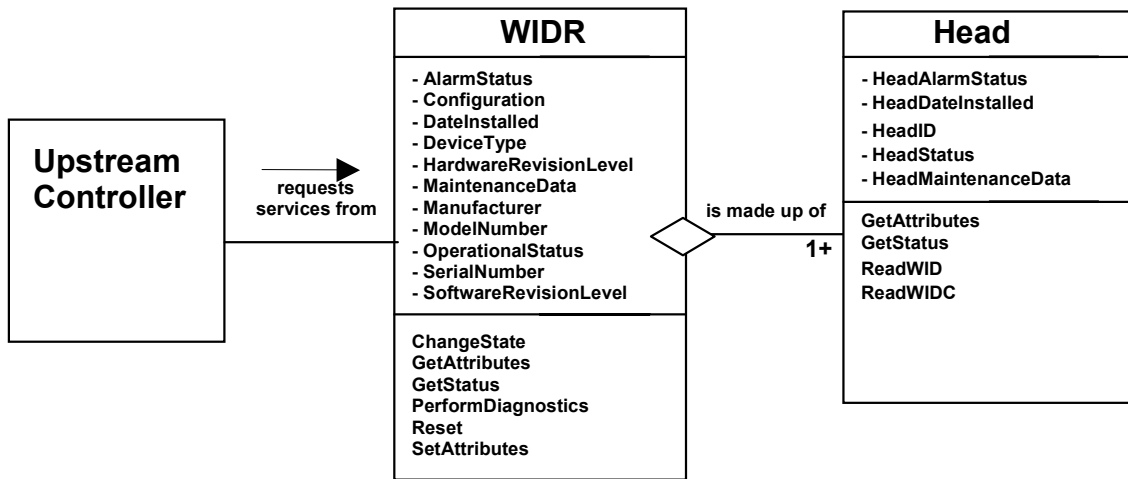 Upstream
Controller
requests
services from
WIDR
- AlarmStatus
- Configuration
- DateInstalled
- DeviceType
- HardwareRevisionLevel
- MaintenanceData
- Manufacturer
- ModelNumber
- OperationalStatus
- SerialNumber
- SoftwareRevisionLevel
ChangeState
GetAttributes
GetStatus
PerformDiagnostics
Reset
SetAttributes
is made up of
1+
Head
- HeadAlarmStatus
- HeadDateInstalled
- HeadID
- HeadStatus
- HeadMaintenanceData
GetAttributes
GetStatus
ReadWID
ReadWIDC